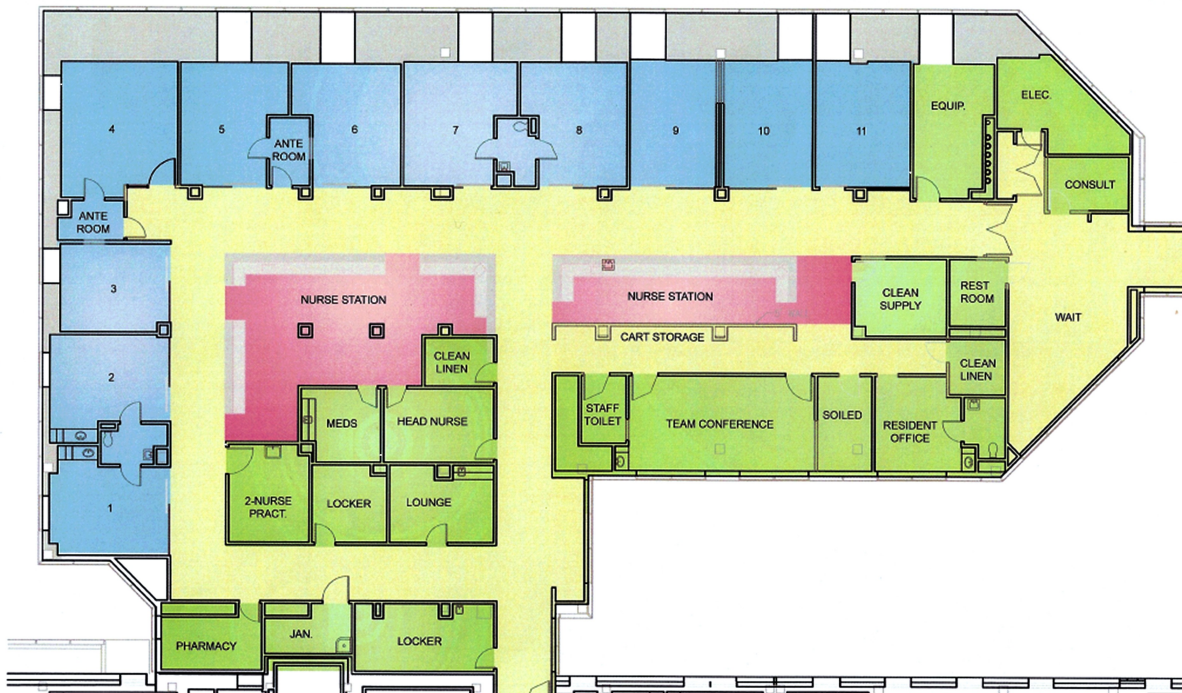 4
5
ANTE
ROOM
6
7
8
9
10
11
EQUIP.
ELEC.
CONSULT
ANTE
ROOM
3
NURSE STATION
NURSE STATION
CLEAN
SUPPLY
REST
ROOM
WAIT
CART STORAGE
CLEAN
LINEN
CLEAN
LINEN
2
MEDS
HEAD NURSE
STAFF
TOILET
TEAM CONFERENCE
SOILED
RESIDENT
OFFICE
1
2-NURSE
PRACT.
LOCKER
LOUNGE
PHARMACY
JAN.
LOCKER